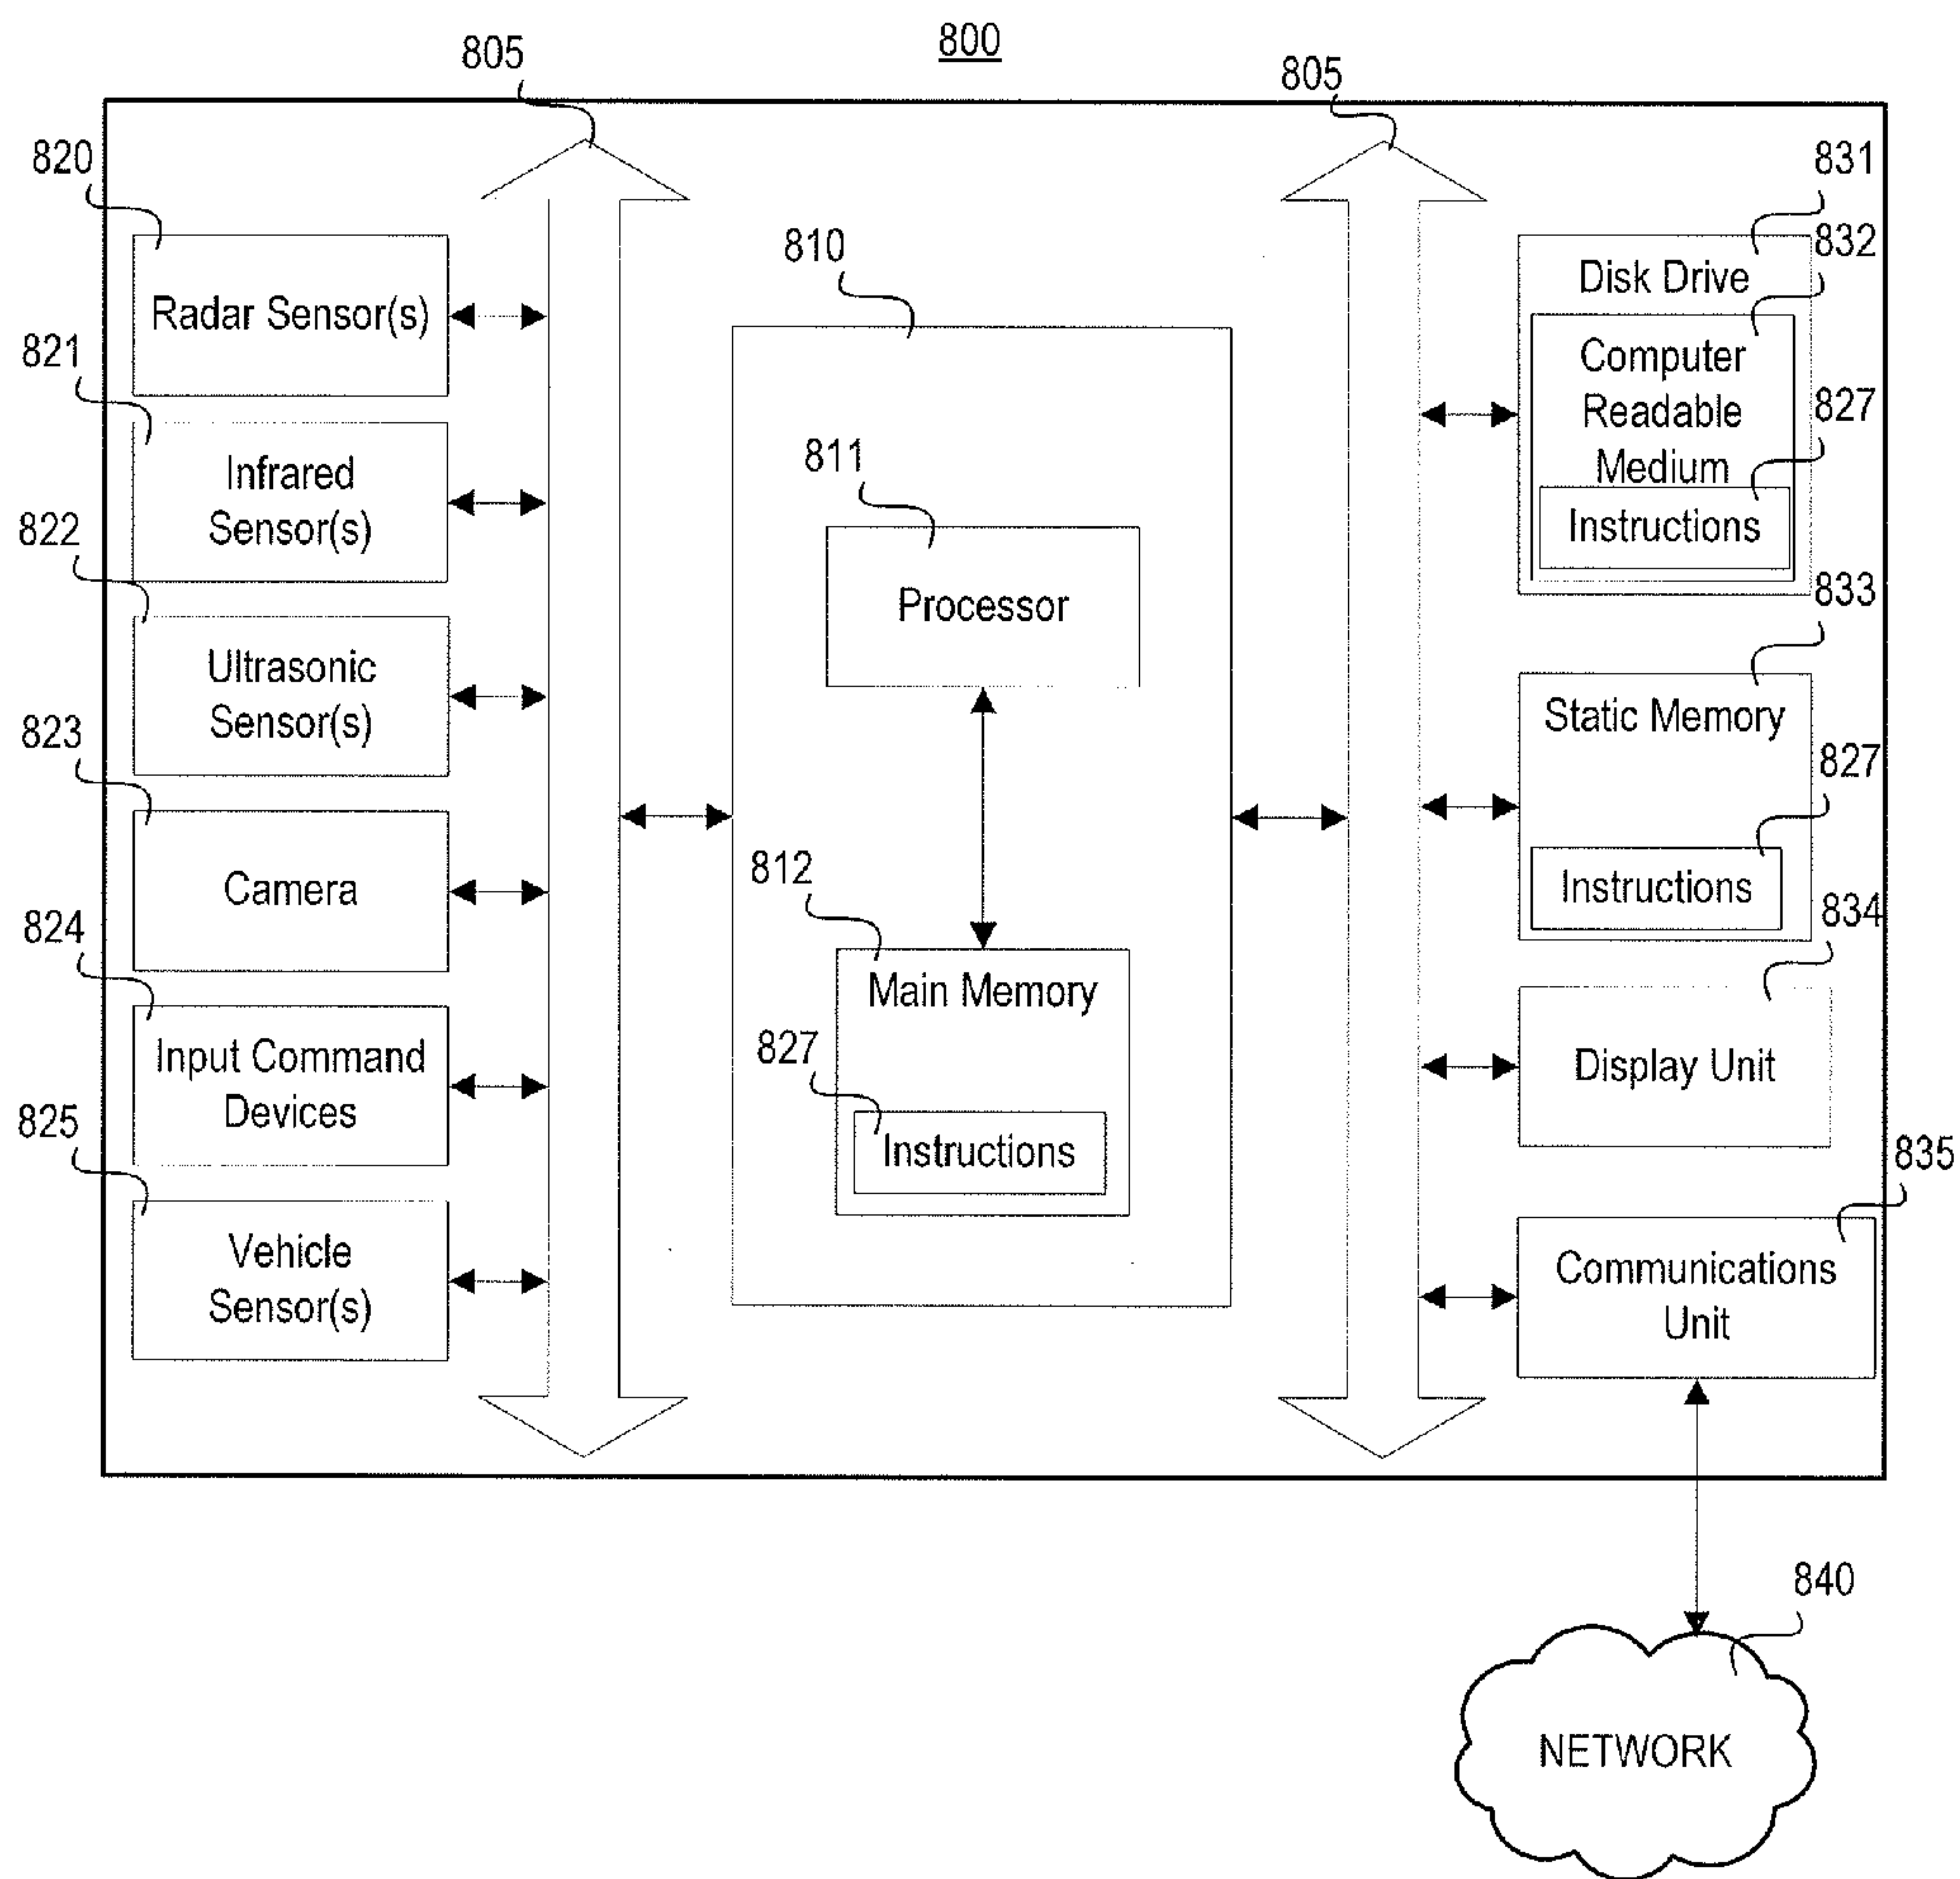 800
805
805
820
Radar Sensor(s)
821
Infrared
Sensor(s)
822
Ultrasonic
Sensor(s)
823
Camera
824
Input Command
Devices
825
Vehicle
Sensor(s)
810
811
Processor
812
Main Memory
827
Instructions
831
Disk Drive
832
Computer
Readable
Medium
827
Instructions
833
Static Memory
827
Instructions
834
Display Unit
835
Communications
Unit
840
NETWORK